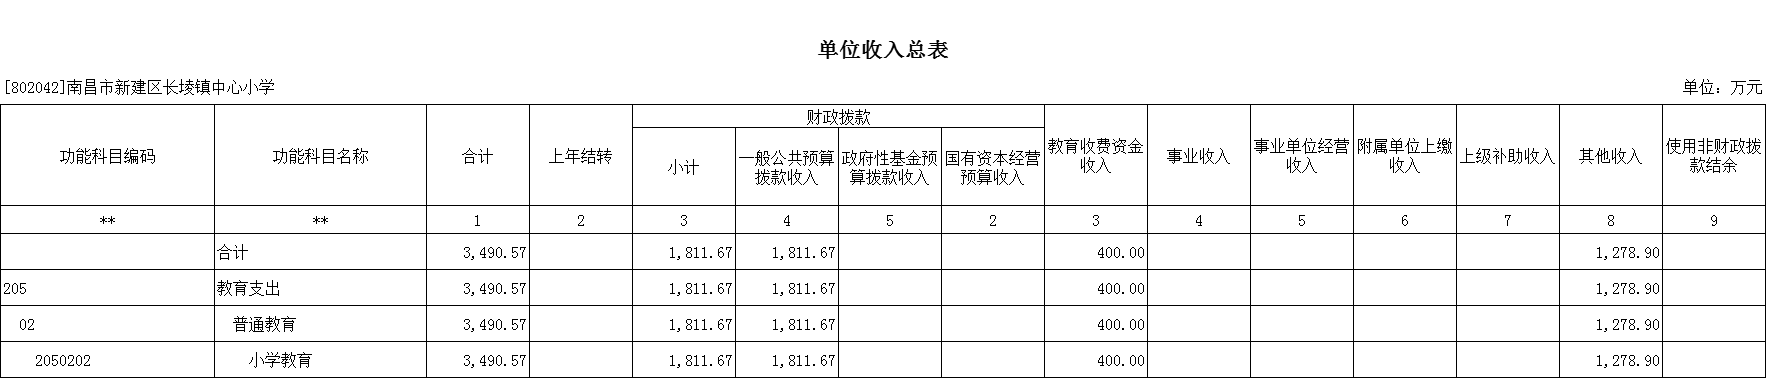 单位收入总表
[802042]南昌市新建区长堎镇中心小学 单位：万元
功能科目编码 功能科目名称 合计 上年结转 财政拨款 教育收费资金收入 事业收入 事业单位经营收入 附属单位上缴收入 上级补助收入 其他收入 使用非财政拨款结余
小计 一般公共预算拨款收入 政府性基金预算拨款收入 国有资本经营预算收入
** ** 1 2 3 4 5 2 3 4 5 6 7 8 9
合计 3,490.57 1,811.67 1,811.67 400.00 1,278.90
205 教育支出 3,490.57 1,811.67 1,811.67 400.00 1,278.90
02 普通教育 3,490.57 1,811.67 1,811.67 400.00 1,278.90
2050202 小学教育 3,490.57 1,811.67 1,811.67 400.00 1,278.90